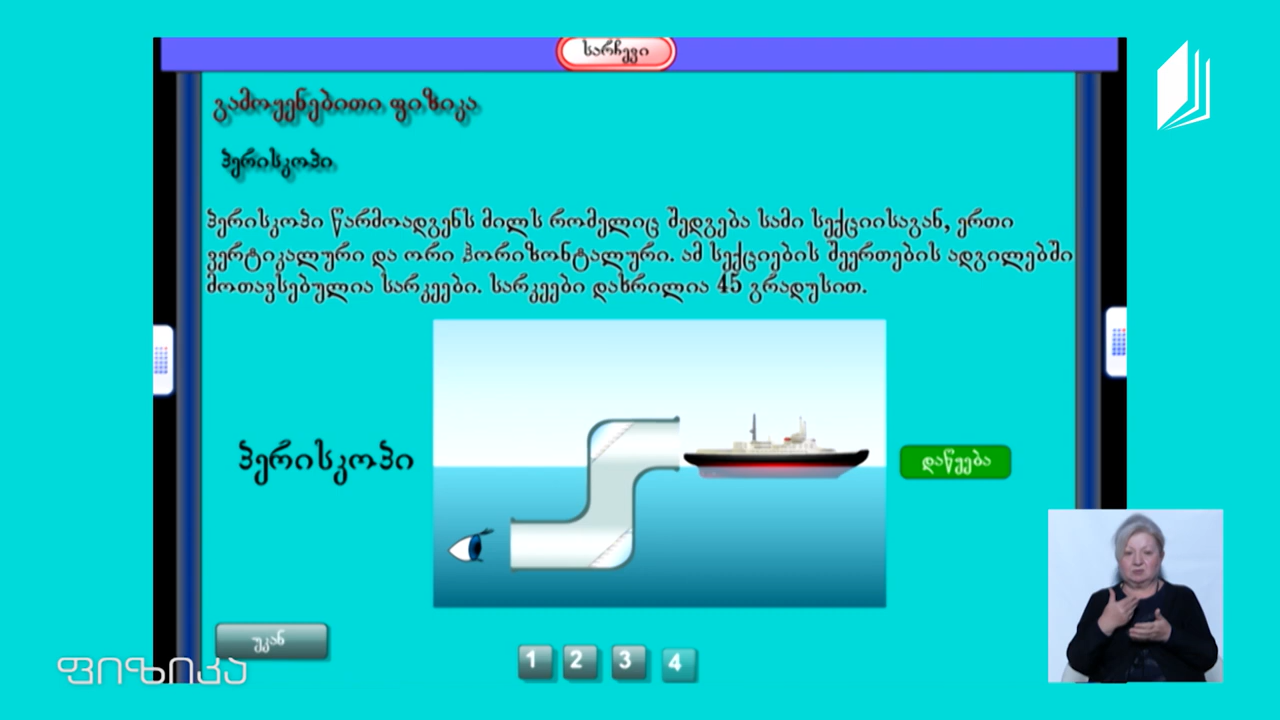 სარჩევი
გამოყენებითი ფიზიკა
პერისკოპი
პერისკოპი წარმოადგენს მილს რომელიც შედგება სამი სექციისაგან, ერთი
ვერტიკალური და ორი ჰორიზონტალური. ამ სექციების შეერთების ადგილებში
მოთავსებულია სარკეები. სარკეები დახრილია 45 გრადუსით.
პერისკოპი
დაწყება
უკან
1 2 3 4
ფიზიკა